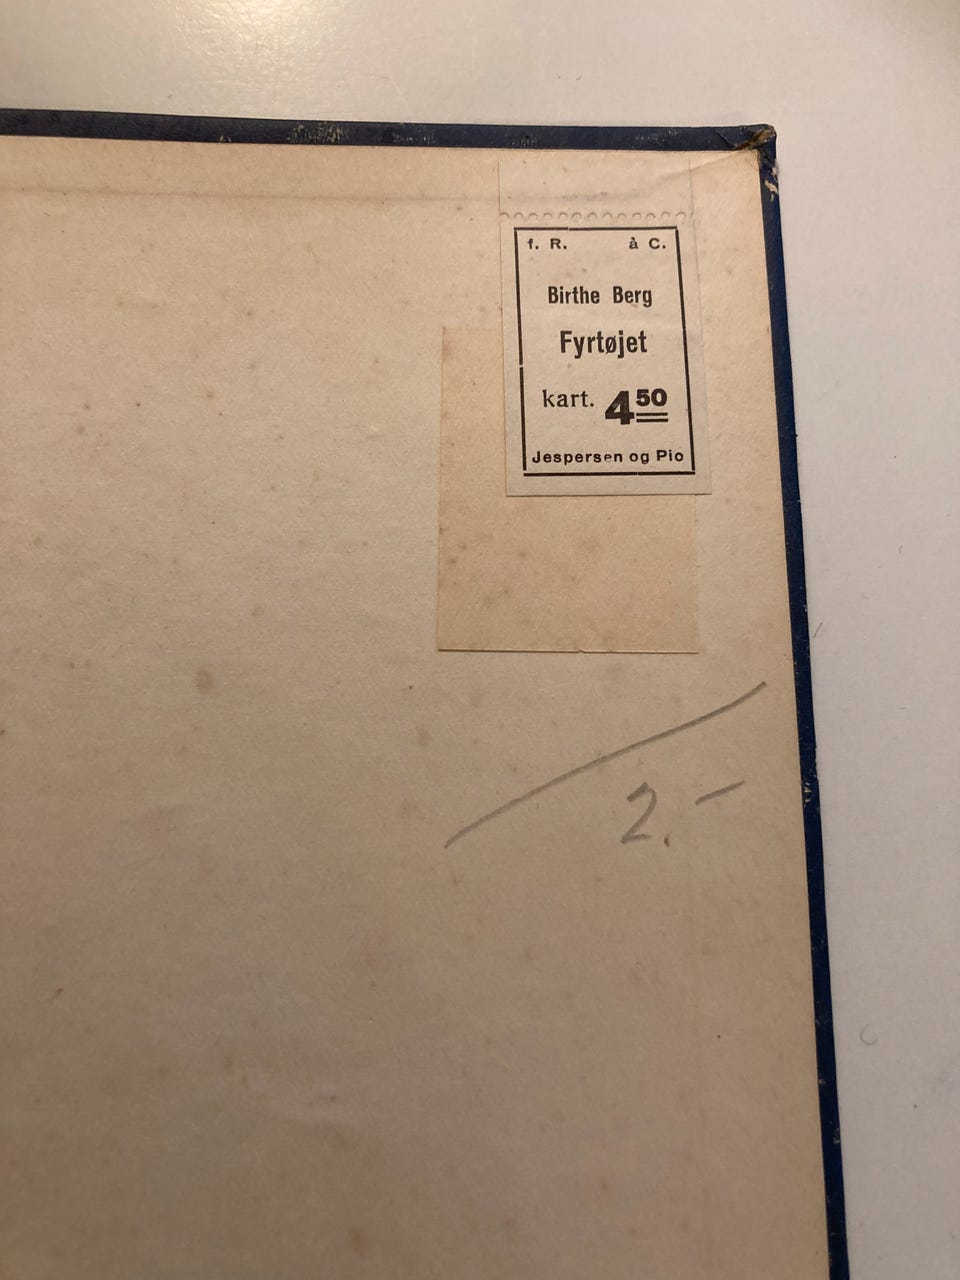 f. R. à C.
Birthe Berg
Fyrtøjet
kart. 4 50
Jespersen og Pio
2.-